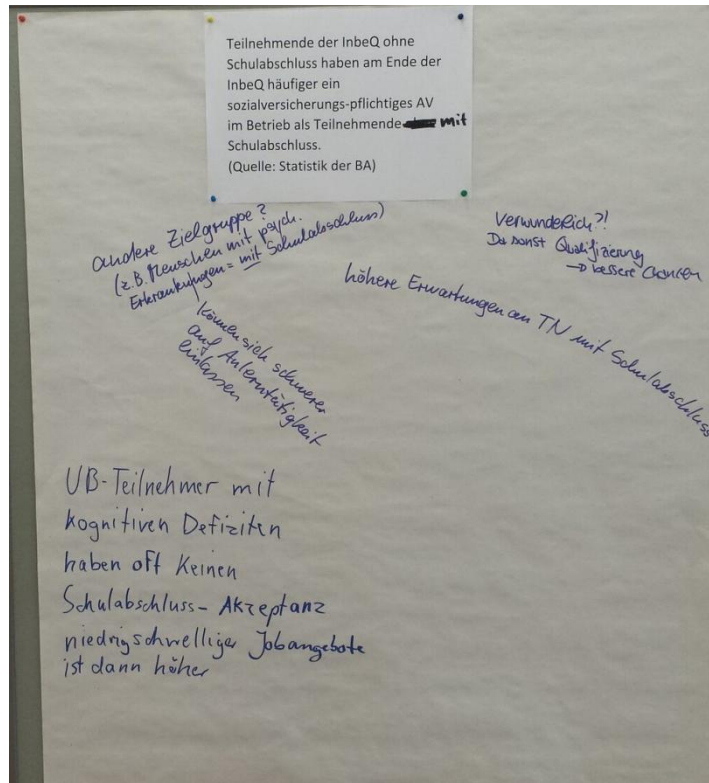 Teilnehmende der InbeQ ohne
Schulabschluss haben am Ende der
InbeQ häufiger ein
sozialversicherungs-pflichtiges AV
im Betrieb als Teilnehmende mit
Schulabschluss.
(Quelle: Statistik der BA)
andere Zielgruppe?
(z.B. Menschen mit psych.
Erkrankungen = mit Schulabschluss)
können sich schwerer
auf Anlerntätigkeit
einlassen
Verwunderlich?!
Da sonst Qualifizierung
→ bessere Chancen
höhere Erwartungen an TN mit Schulabschluss
UB-Teilnehmer mit
kognitiven Defiziten
haben oft Keinen
Schulabschluss - Akzeptanz
niedrigschwelliger Jobangebote
ist dann höher